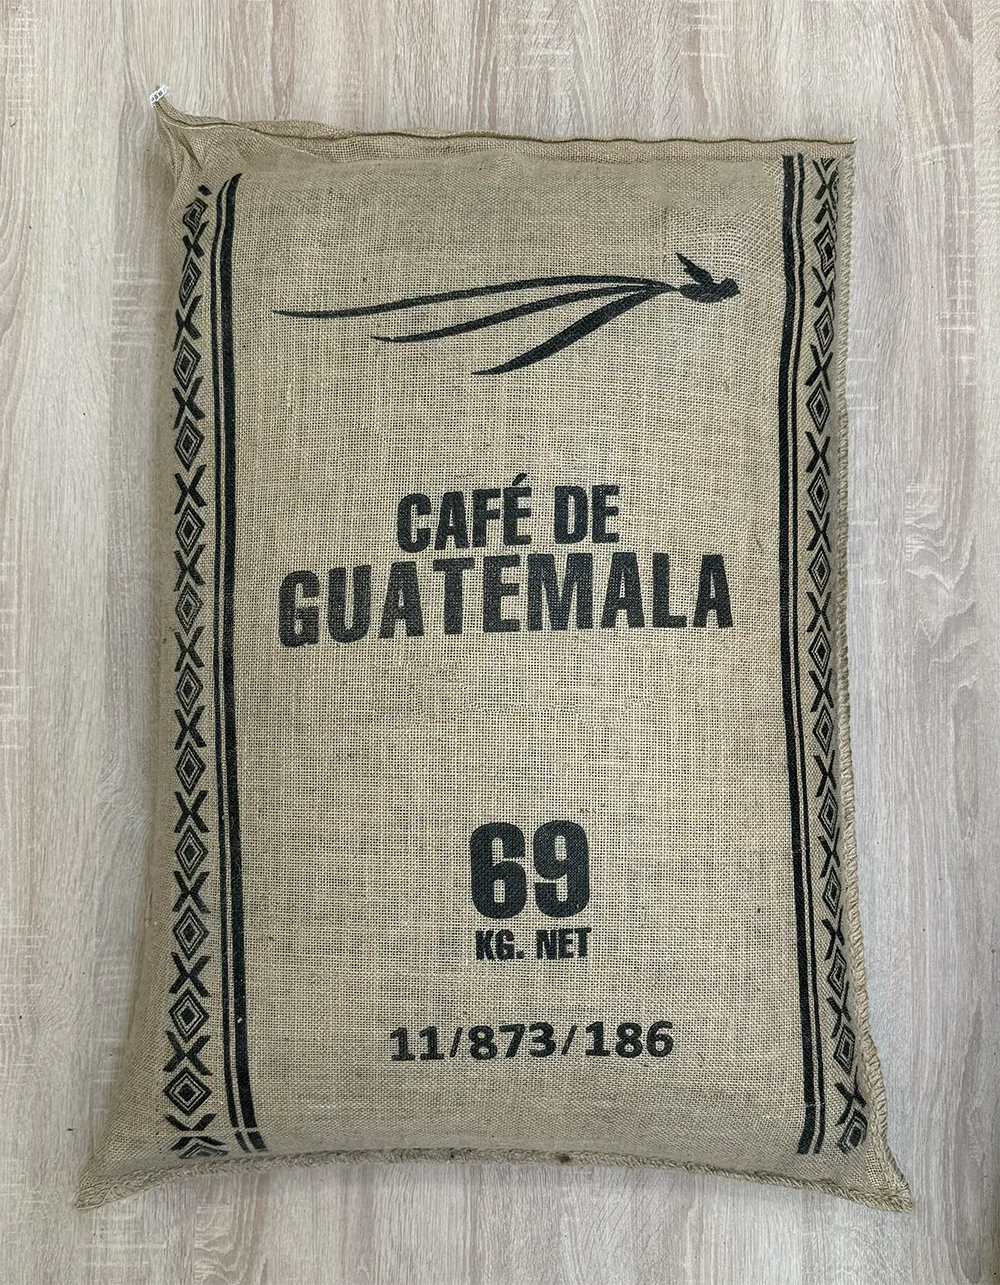 CAFÉ DE
GUATEMALA
69
KG. NET
11/873/186